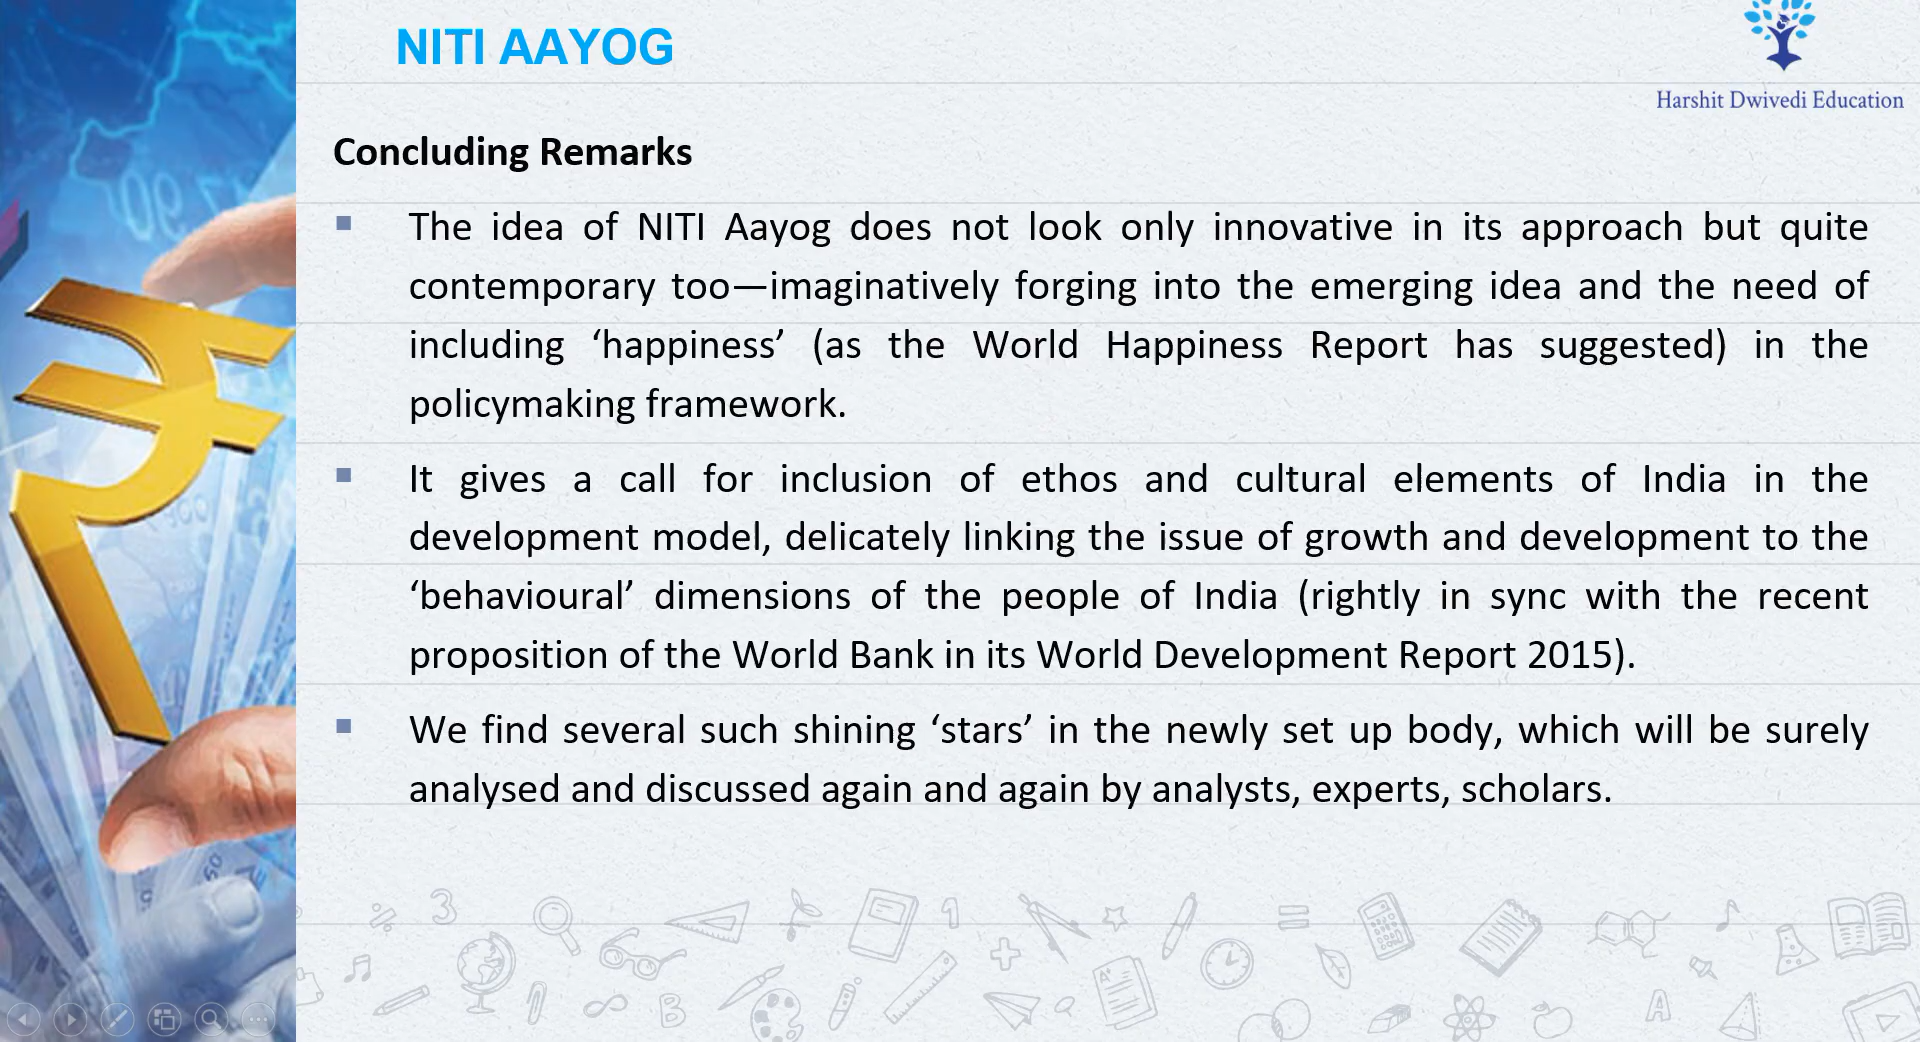 NITI AAYOG
Harshit Dwivedi Education
Concluding Remarks
The idea of NITI Aayog does not look only innovative in its approach but quite
contemporary too—imaginatively forging into the emerging idea and the need of
including ‘happiness’ (as the World Happiness Report has suggested) in the
policymaking framework.
It gives a call for inclusion of ethos and cultural elements of India in the
development model, delicately linking the issue of growth and development to the
‘behavioural’ dimensions of the people of India (rightly in sync with the recent
proposition of the World Bank in its World Development Report 2015).
We find several such shining ‘stars’ in the newly set up body, which will be surely
analysed and discussed again and again by analysts, experts, scholars.